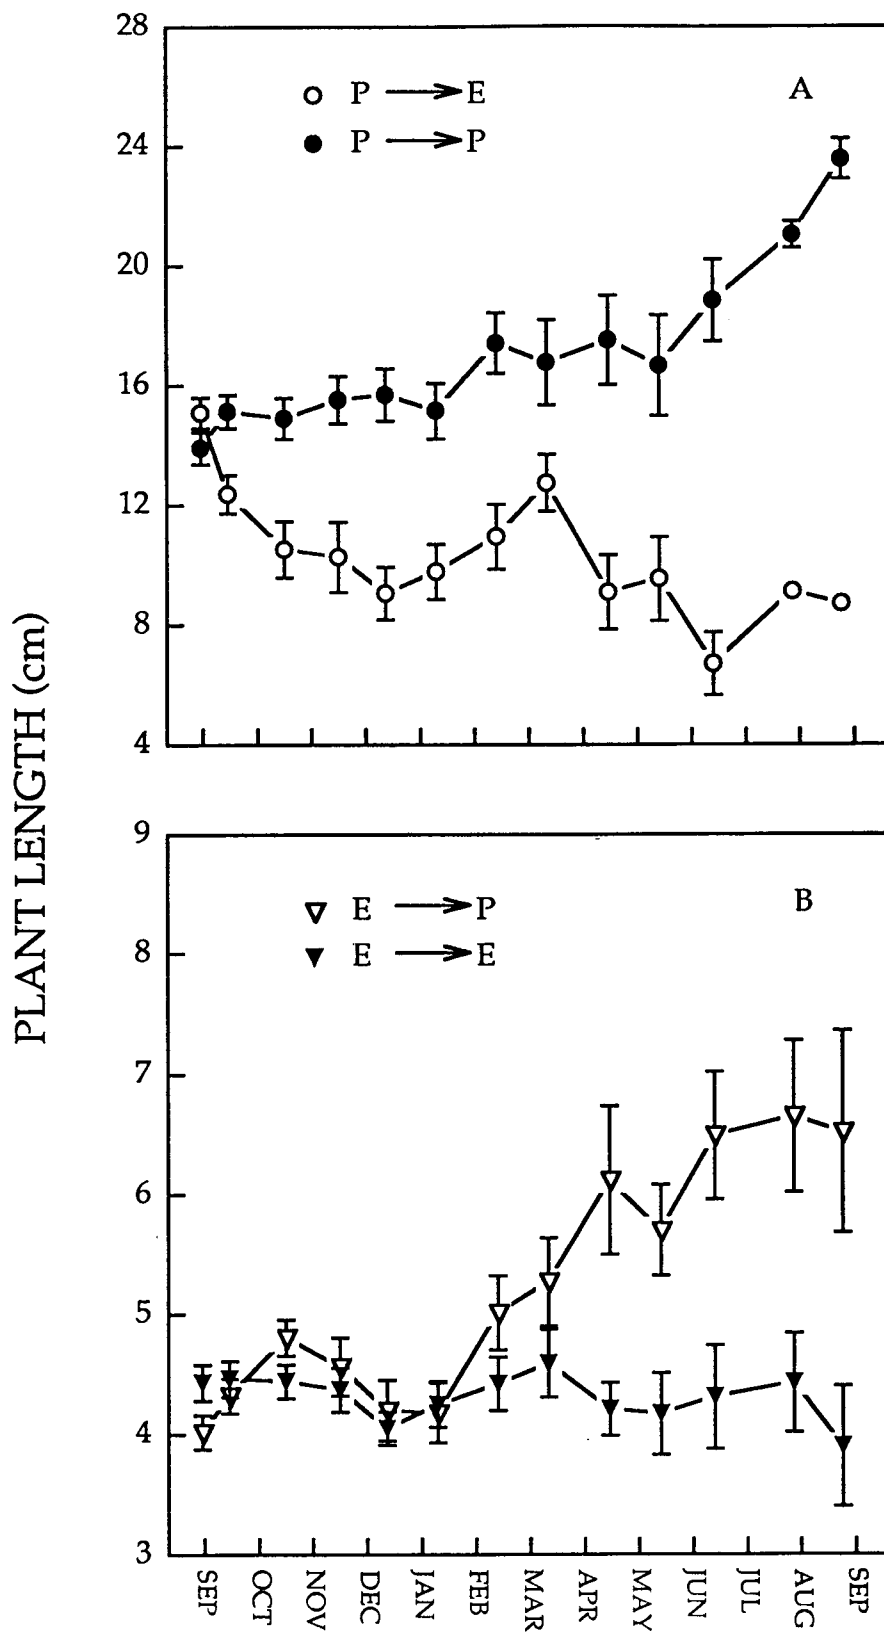 PLANT LENGTH (cm)
28
24
20
16
12
8
4
P → E
P → P
A
9
8
7
6
5
4
3
E → P
E → E
B
SEP
OCT
NOV
DEC
JAN
FEB
MAR
APR
MAY
JUN
JUL
AUG
SEP